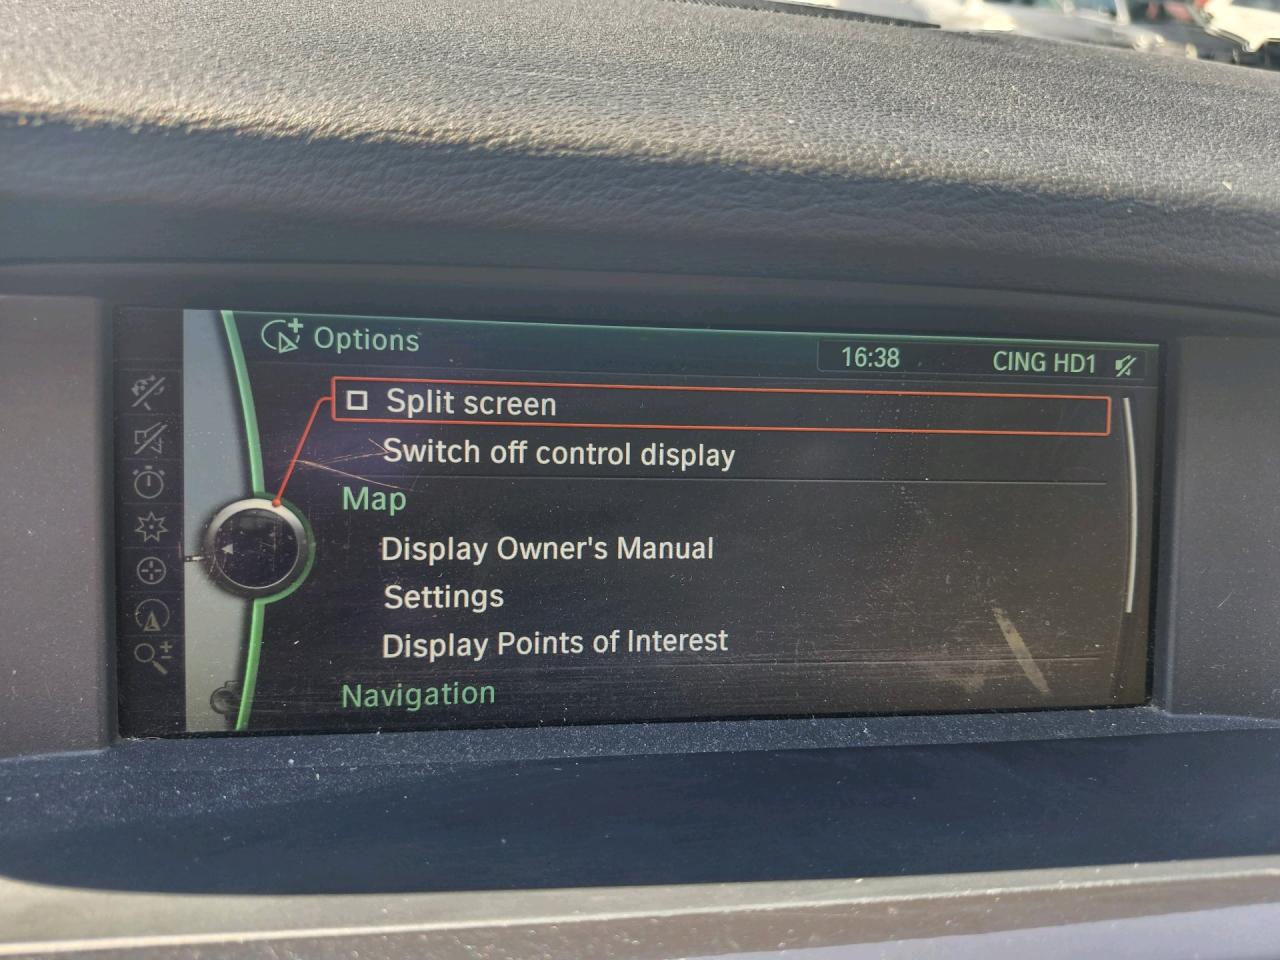 Options
16:38 CING HD1
Split screen
Switch off control display
Map
Display Owner's Manual
Settings
Display Points of Interest
Navigation